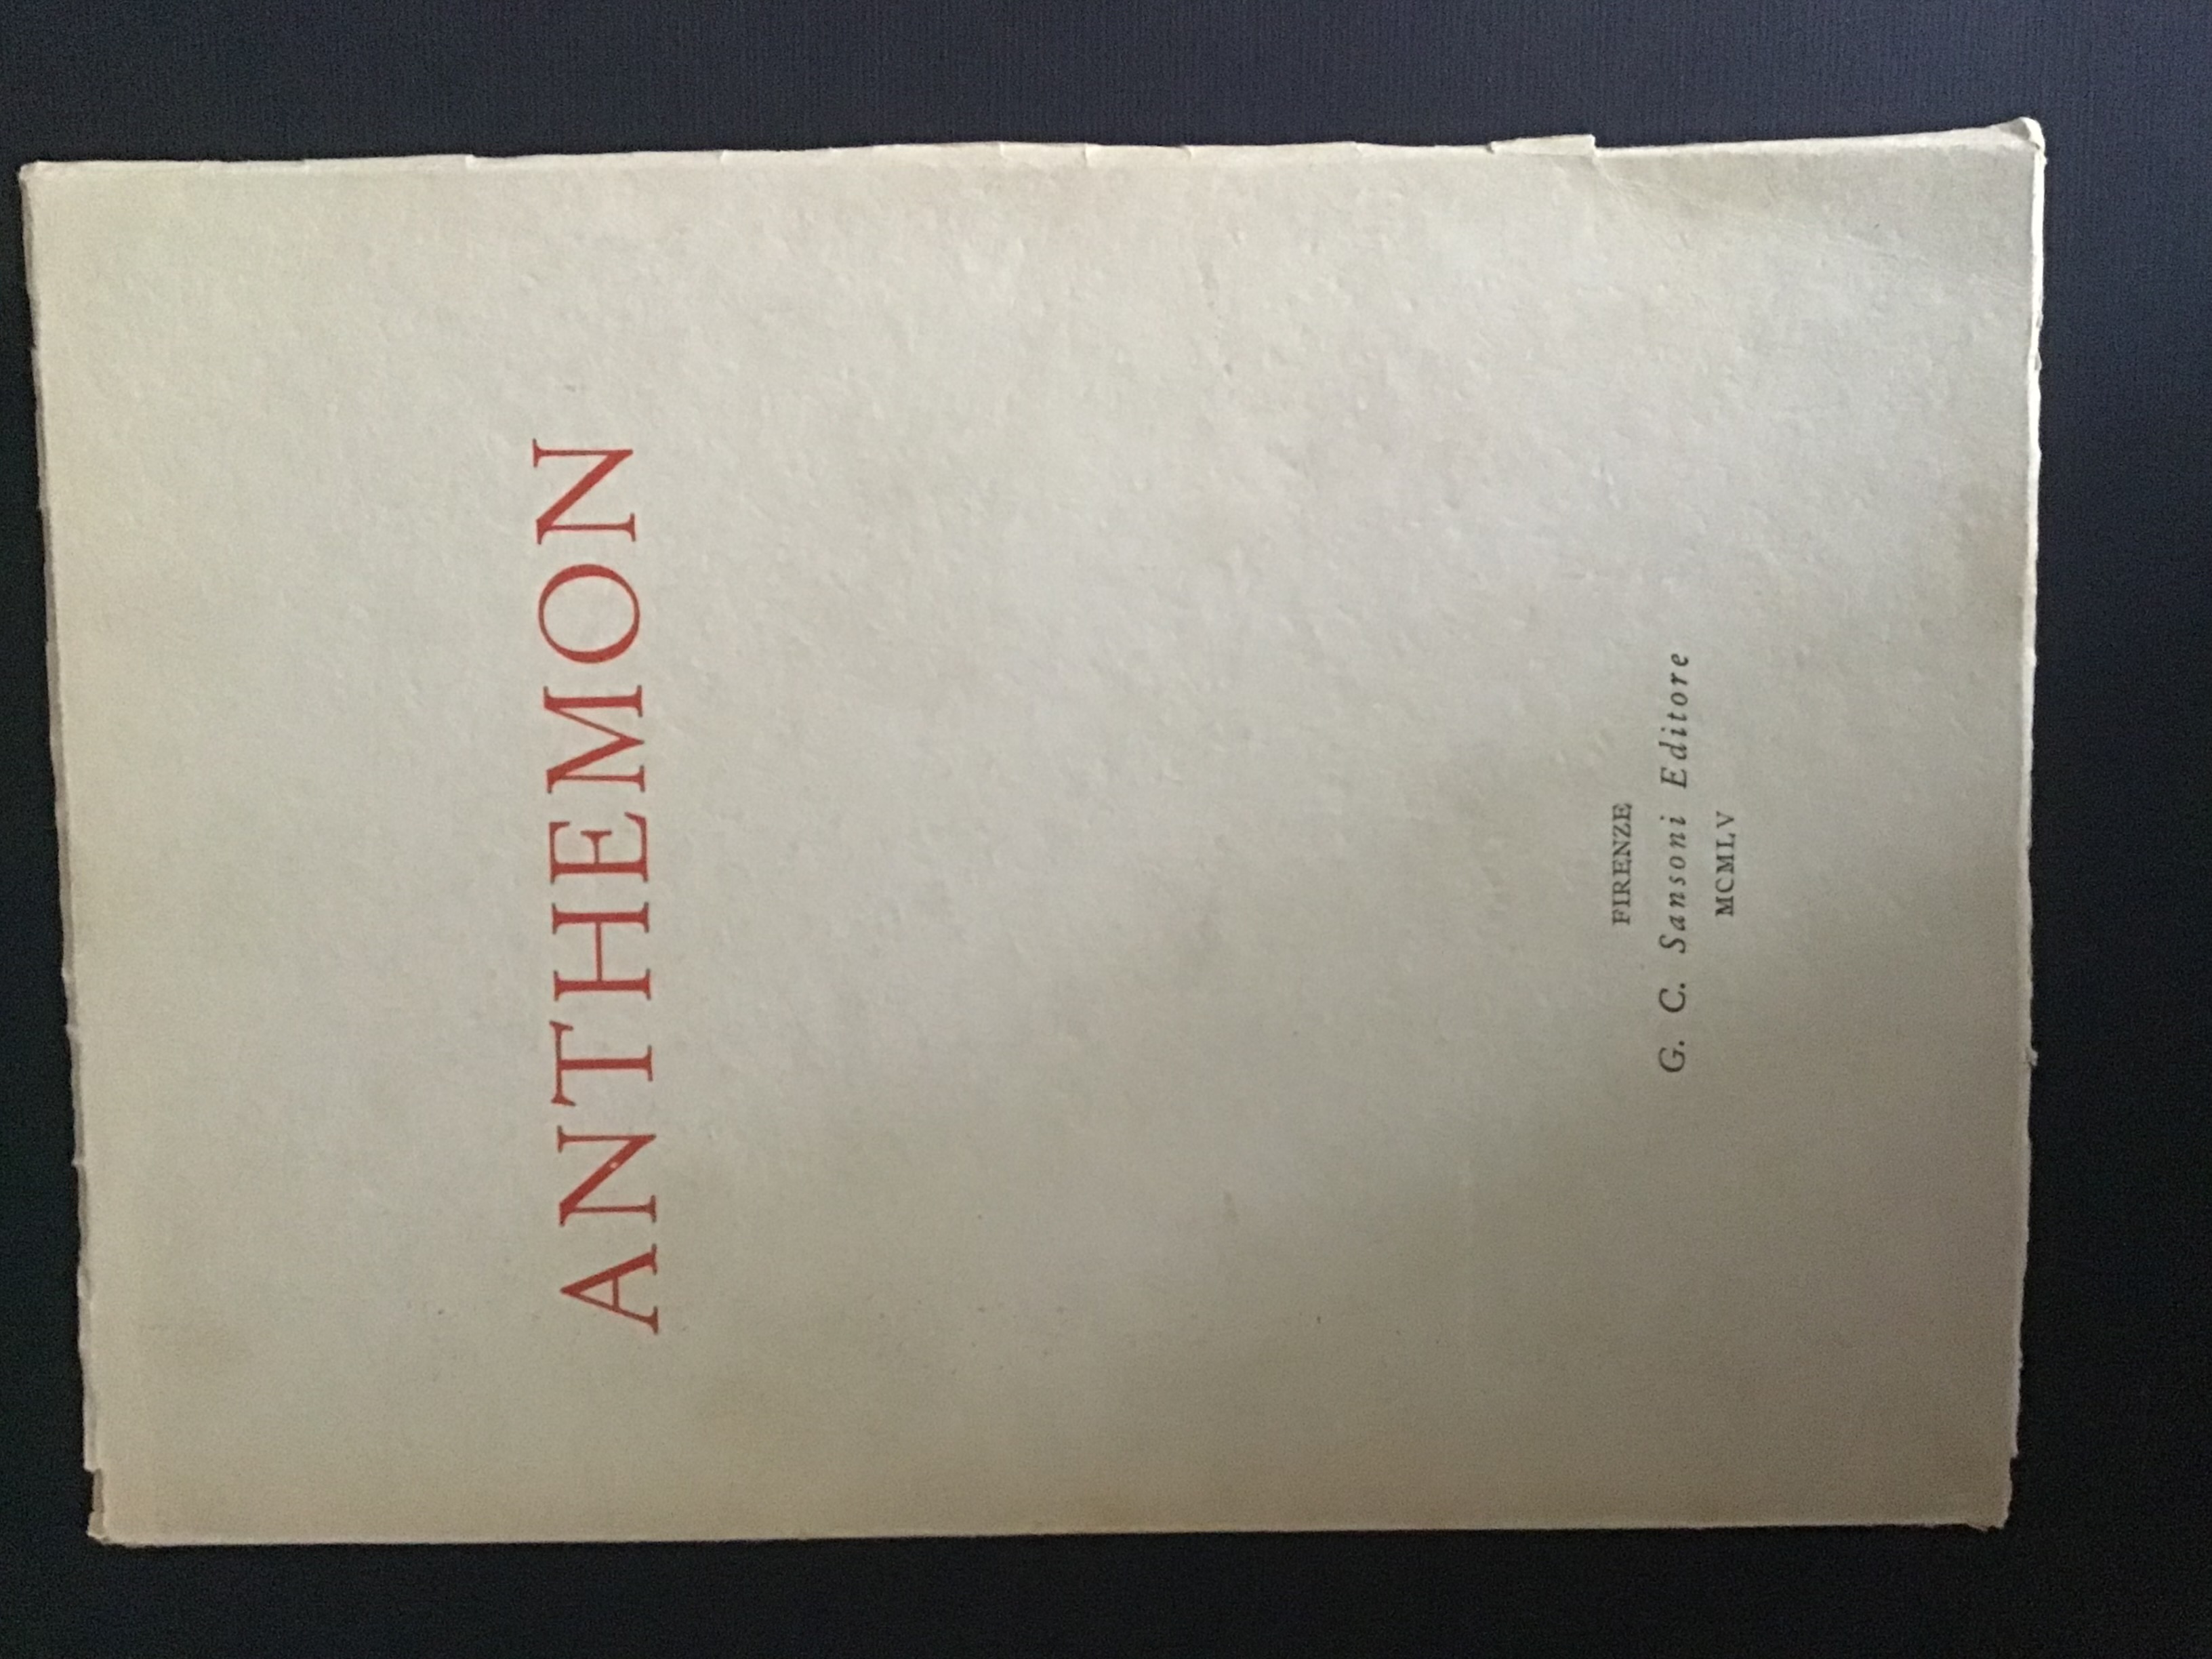 ANTHEMON
FIRENZE
G. C. Sansoni Editore
MCMLV